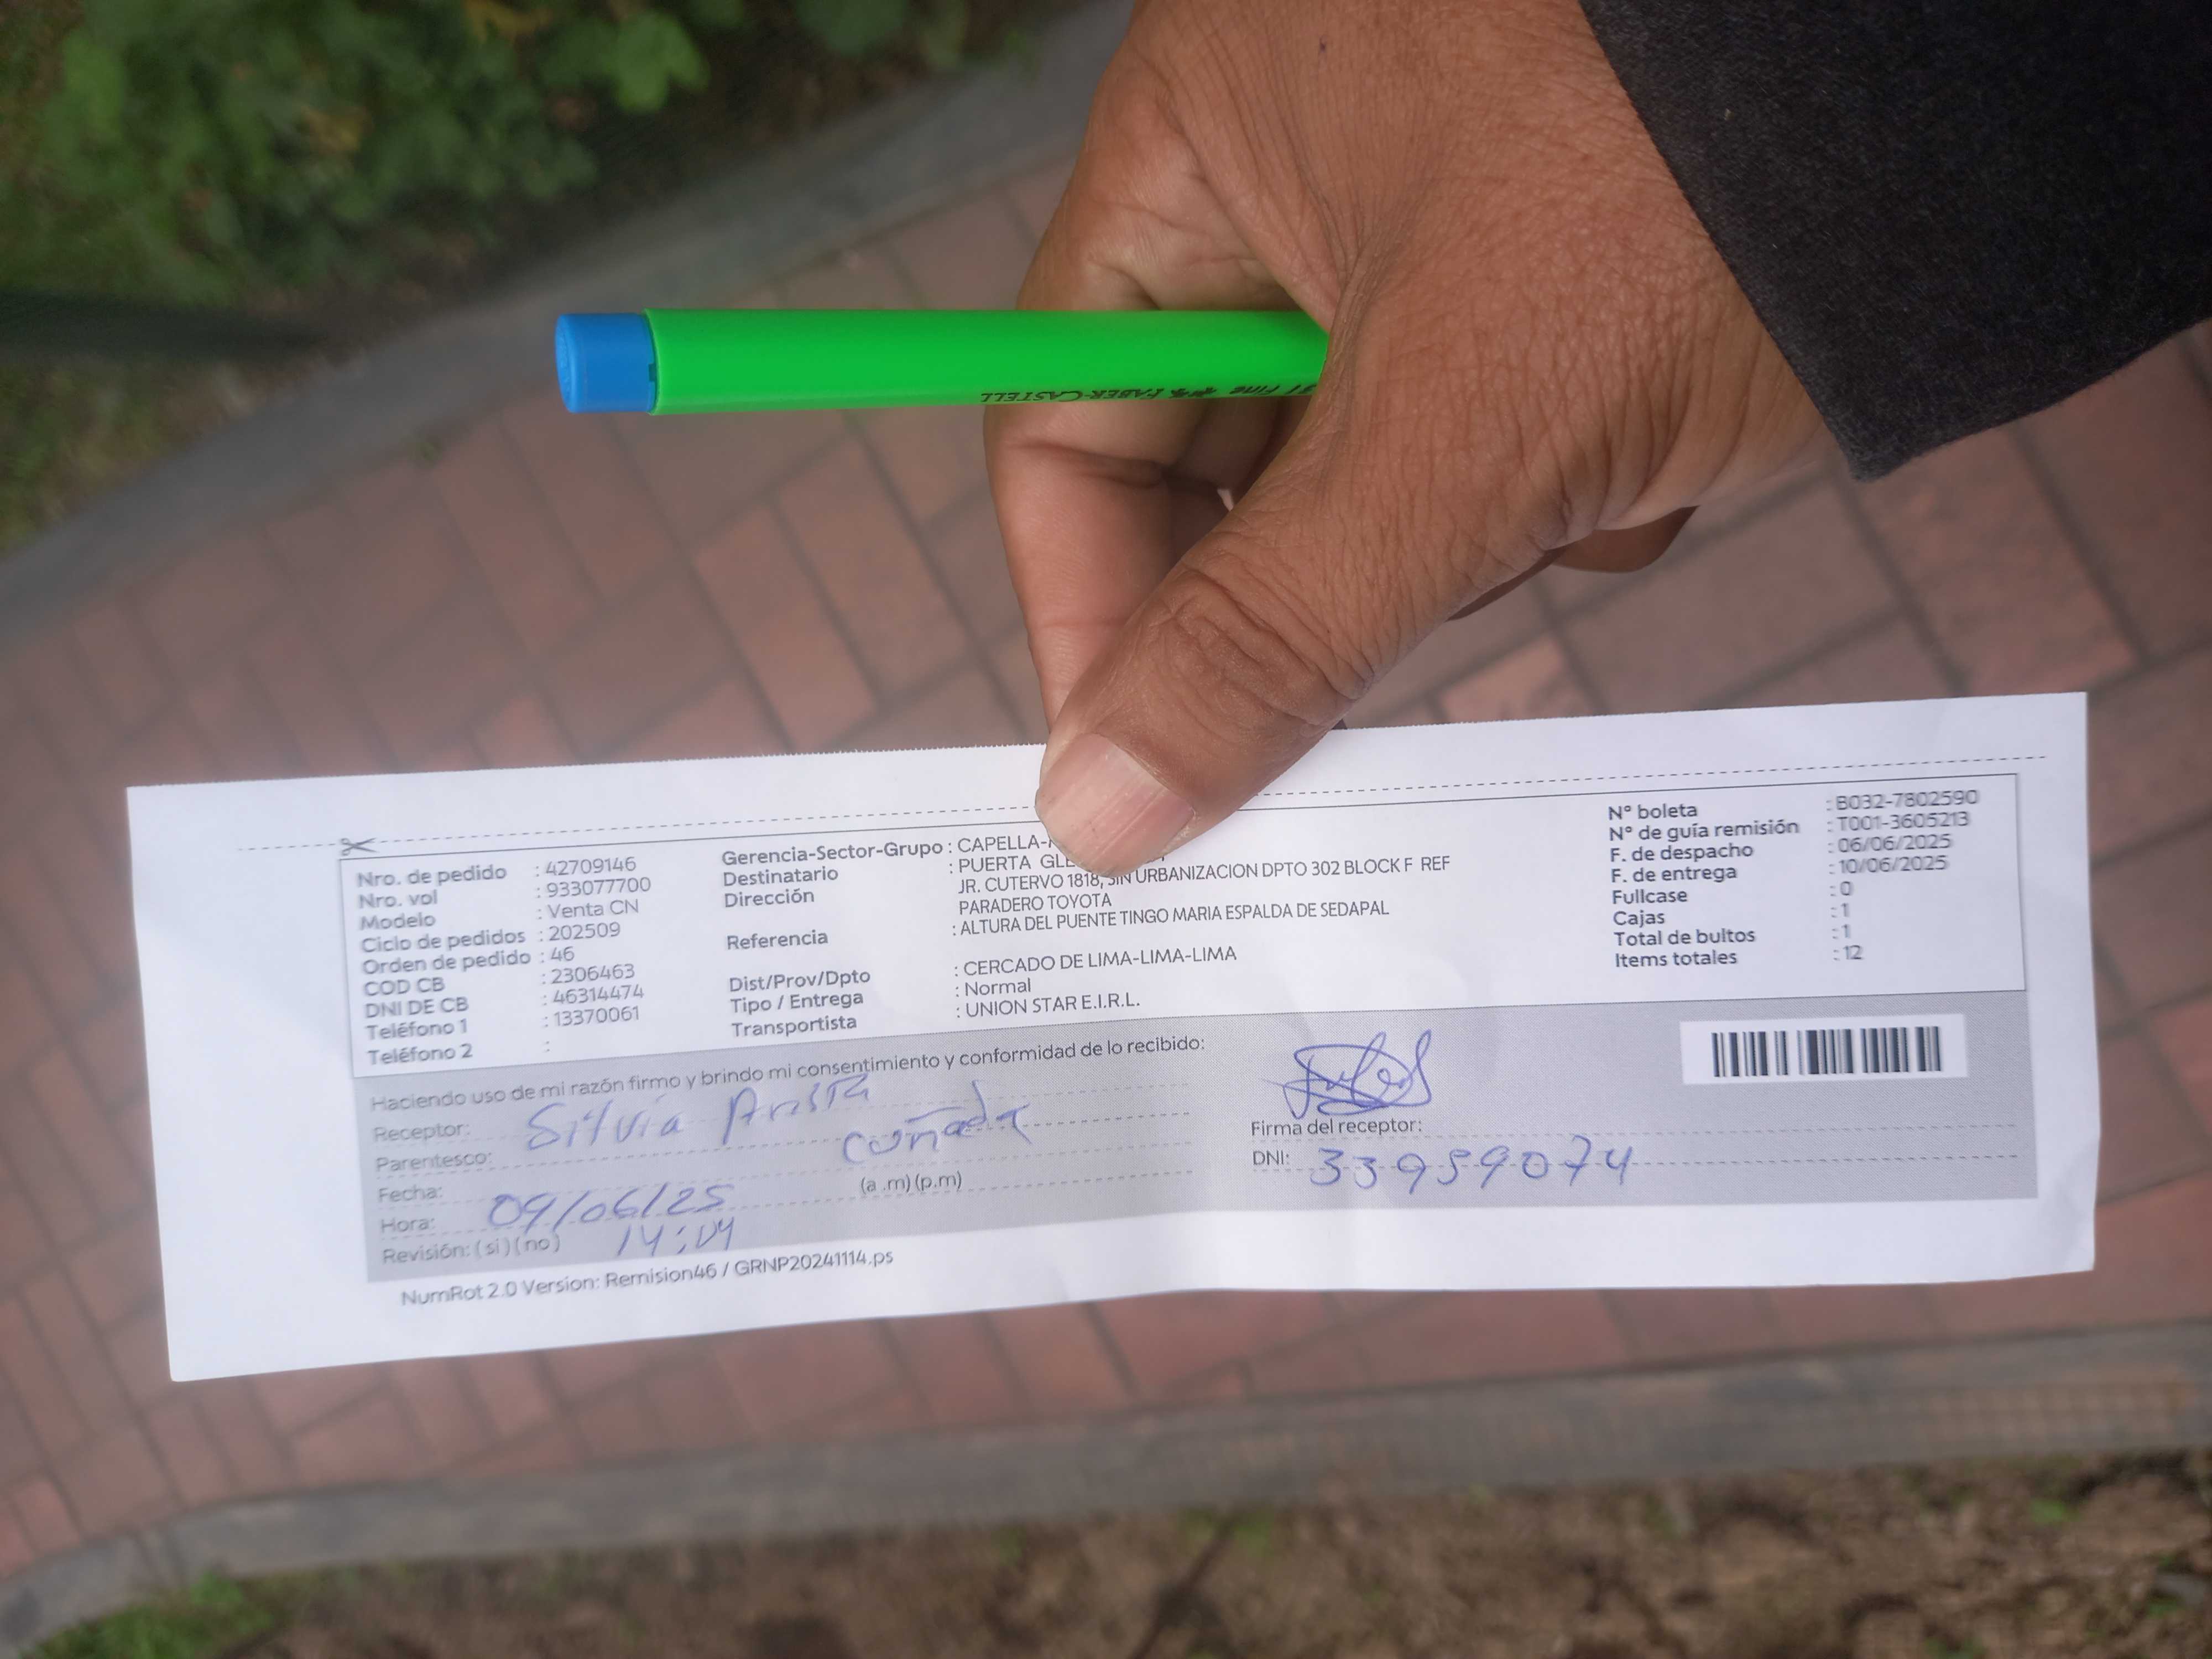 51 Fine FABER-CASTELL
Nro. de pedido : 42709146
Nro. vol : 933077700
Modelo : Venta CN
Ciclo de pedidos : 202509
Orden de pedido : 46
COD CB : 2306463
DNI DE CB : 46314474
Teléfono 1 : 13370061
Teléfono 2 :
Gerencia-Sector-Grupo : CAPELLA-
Destinatario : PUERTA
Dirección JR. CUTERVO 1818, SIN URBANIZACION DPTO 302 BLOCK F REF
PARADERO TOYOTA
Referencia : ALTURA DEL PUENTE TINGO MARIA ESPALDA DE SEDAPAL
Dist/Prov/Dpto : CERCADO DE LIMA-LIMA-LIMA
Tipo / Entrega : Normal
Transportista : UNION STAR E.I.R.L.
N° boleta : B032-7802590
N° de guía remisión : T001-3605213
F. de despacho : 06/06/2025
F. de entrega : 10/06/2025
Fullcase : 0
Cajas : 1
Total de bultos : 1
Items totales : 12
Haciendo uso de mi razón firmo y brindo mi consentimiento y conformidad de lo recibido:
Receptor: Silvia Arista
Parentesco: Cuñada
Fecha: 09/06/25 (a .m) (p.m)
Hora: 14:04
Revisión: ( si ) ( no )
Firma del receptor:
DNI: 33959074
NumRot 2.0 Version: Remision46 / GRNP20241114.ps